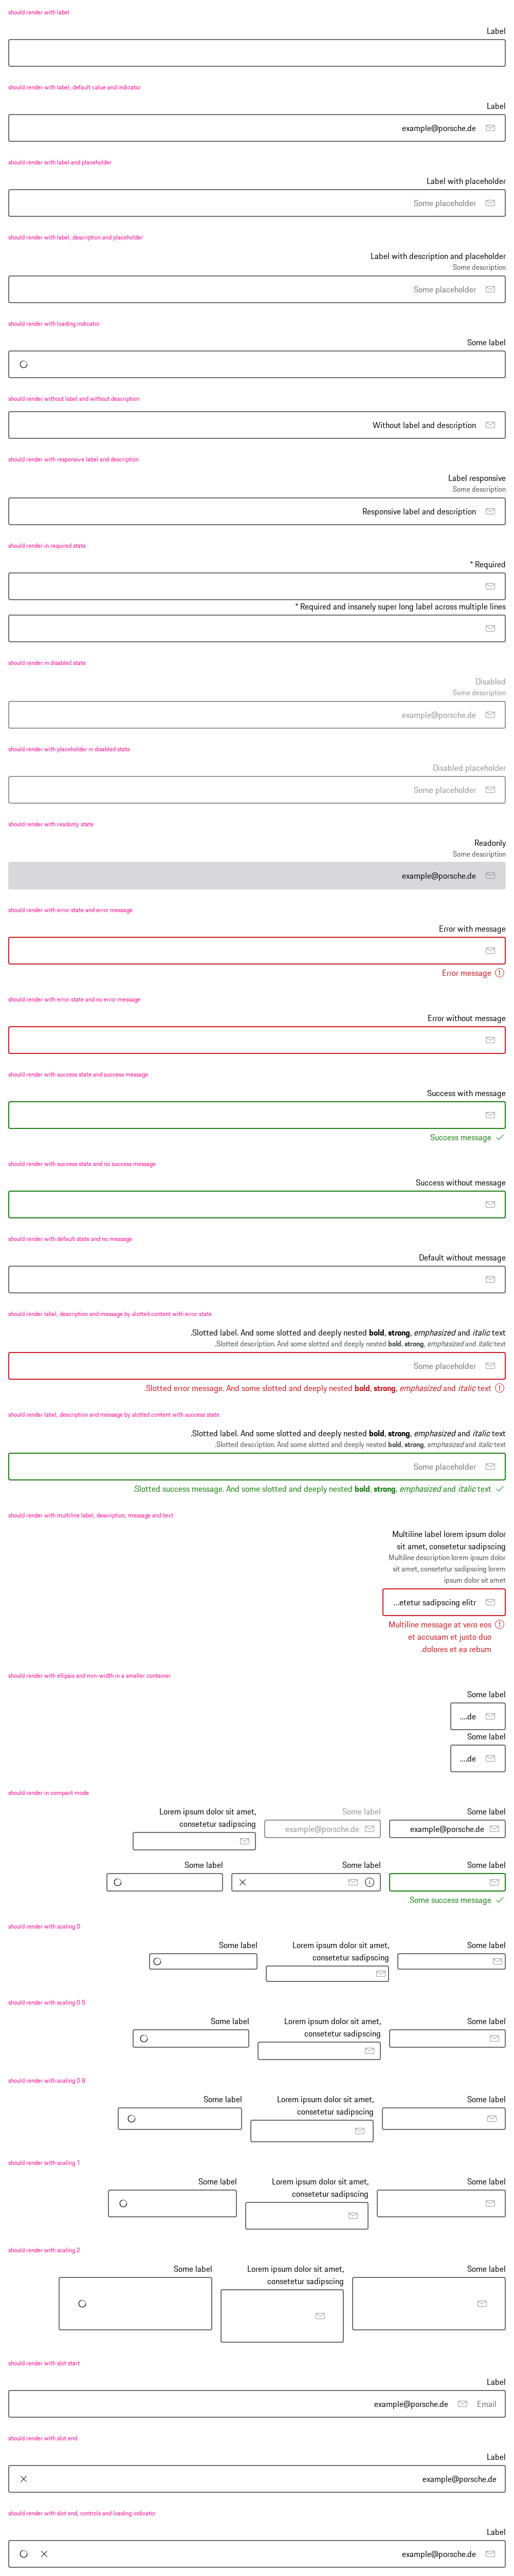 should render with label
Label
should render with label, default value and indicator
Label
example@porsche.de
should render with label and placeholder
Label with placeholder
Some placeholder
should render with label, description and placeholder
Label with description and placeholder
Some description
Some placeholder
should render with loading indicator
Some label
should render without label and without description
Without label and description
should render with responsive label and description
Label responsive
Some description
Responsive label and description
should render in required state
* Required
* Required and insanely super long label across multiple lines
should render in disabled state
Disabled
Some description
example@porsche.de
should render with placeholder in disabled state
Disabled placeholder
Some placeholder
should render with readonly state
Readonly
Some description
example@porsche.de
should render with error state and error message
Error with message
Error message
should render with error state and no error message
Error without message
should render with success state and success message
Success with message
Success message
should render with success state and no success message
Success without message
should render with default state and no message
Default without message
should render label, description and message by slotted content with error state
.Slotted label. And some slotted and deeply nested bold, strong, emphasized and italic text
.Slotted description. And some slotted and deeply nested bold, strong, emphasized and italic text
Some placeholder
.Slotted error message. And some slotted and deeply nested bold, strong, emphasized and italic text
should render label, description and message by slotted content with success state
.Slotted label. And some slotted and deeply nested bold, strong, emphasized and italic text
.Slotted description. And some slotted and deeply nested bold, strong, emphasized and italic text
Some placeholder
.Slotted success message. And some slotted and deeply nested bold, strong, emphasized and italic text
should render with multiline label, description, message and text
Multiline label lorem ipsum dolor
sit amet, consetetur sadipscing
Multiline description lorem ipsum dolor
sit amet, consetetur sadipscing lorem
ipsum dolor sit amet
...etetur sadipscing elitr
Multiline message at vero eos
et accusam et justo duo
.dolores et ea rebum
should render with ellipsis and min-width in a smaller container
Some label
....de
Some label
....de
should render in compact mode
Lorem ipsum dolor sit amet, Some label Some label
consetetur sadipscing
example@porsche.de example@porsche.de
Some label Some label Some label
.Some success message
should render with scaling 0
Some label Lorem ipsum dolor sit amet, Some label
consetetur sadipscing
should render with scaling 0.5
Some label Lorem ipsum dolor sit amet, Some label
consetetur sadipscing
should render with scaling 0.8
Some label Lorem ipsum dolor sit amet, Some label
consetetur sadipscing
should render with scaling 1
Some label Lorem ipsum dolor sit amet, Some label
consetetur sadipscing
should render with scaling 2
Some label Lorem ipsum dolor sit amet, Some label
consetetur sadipscing
should render with slot start
Label
example@porsche.de Email
should render with slot end
Label
example@porsche.de
should render with slot end, controls and loading indicator
Label
example@porsche.de